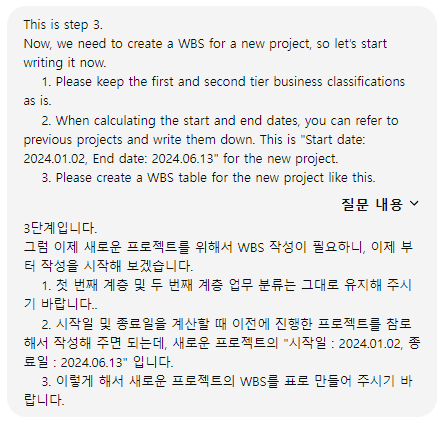 This is step 3.
Now, we need to create a WBS for a new project, so let's start
writing it now.
1. Please keep the first and second tier business classifications
as is.
2. When calculating the start and end dates, you can refer to
previous projects and write them down. This is "Start date:
2024.01.02, End date: 2024.06.13" for the new project.
3. Please create a WBS table for the new project like this.
질문 내용
3단계입니다.
그럼 이제 새로운 프로젝트를 위해서 WBS 작성이 필요하니, 이제 부
터 작성을 시작해 보겠습니다.
1. 첫 번째 계층 및 두 번째 계층 업무 분류는 그대로 유지해 주시
기 바랍니다..
2. 시작일 및 종료일을 계산할 때 이전에 진행한 프로젝트를 참로
해서 작성해 주면 되는데, 새로운 프로젝트의 "시작일 : 2024.01.02, 종
료일 : 2024.06.13" 입니다.
3. 이렇게 해서 새로운 프로젝트의 WBS를 표로 만들어 주시기 바
랍니다.